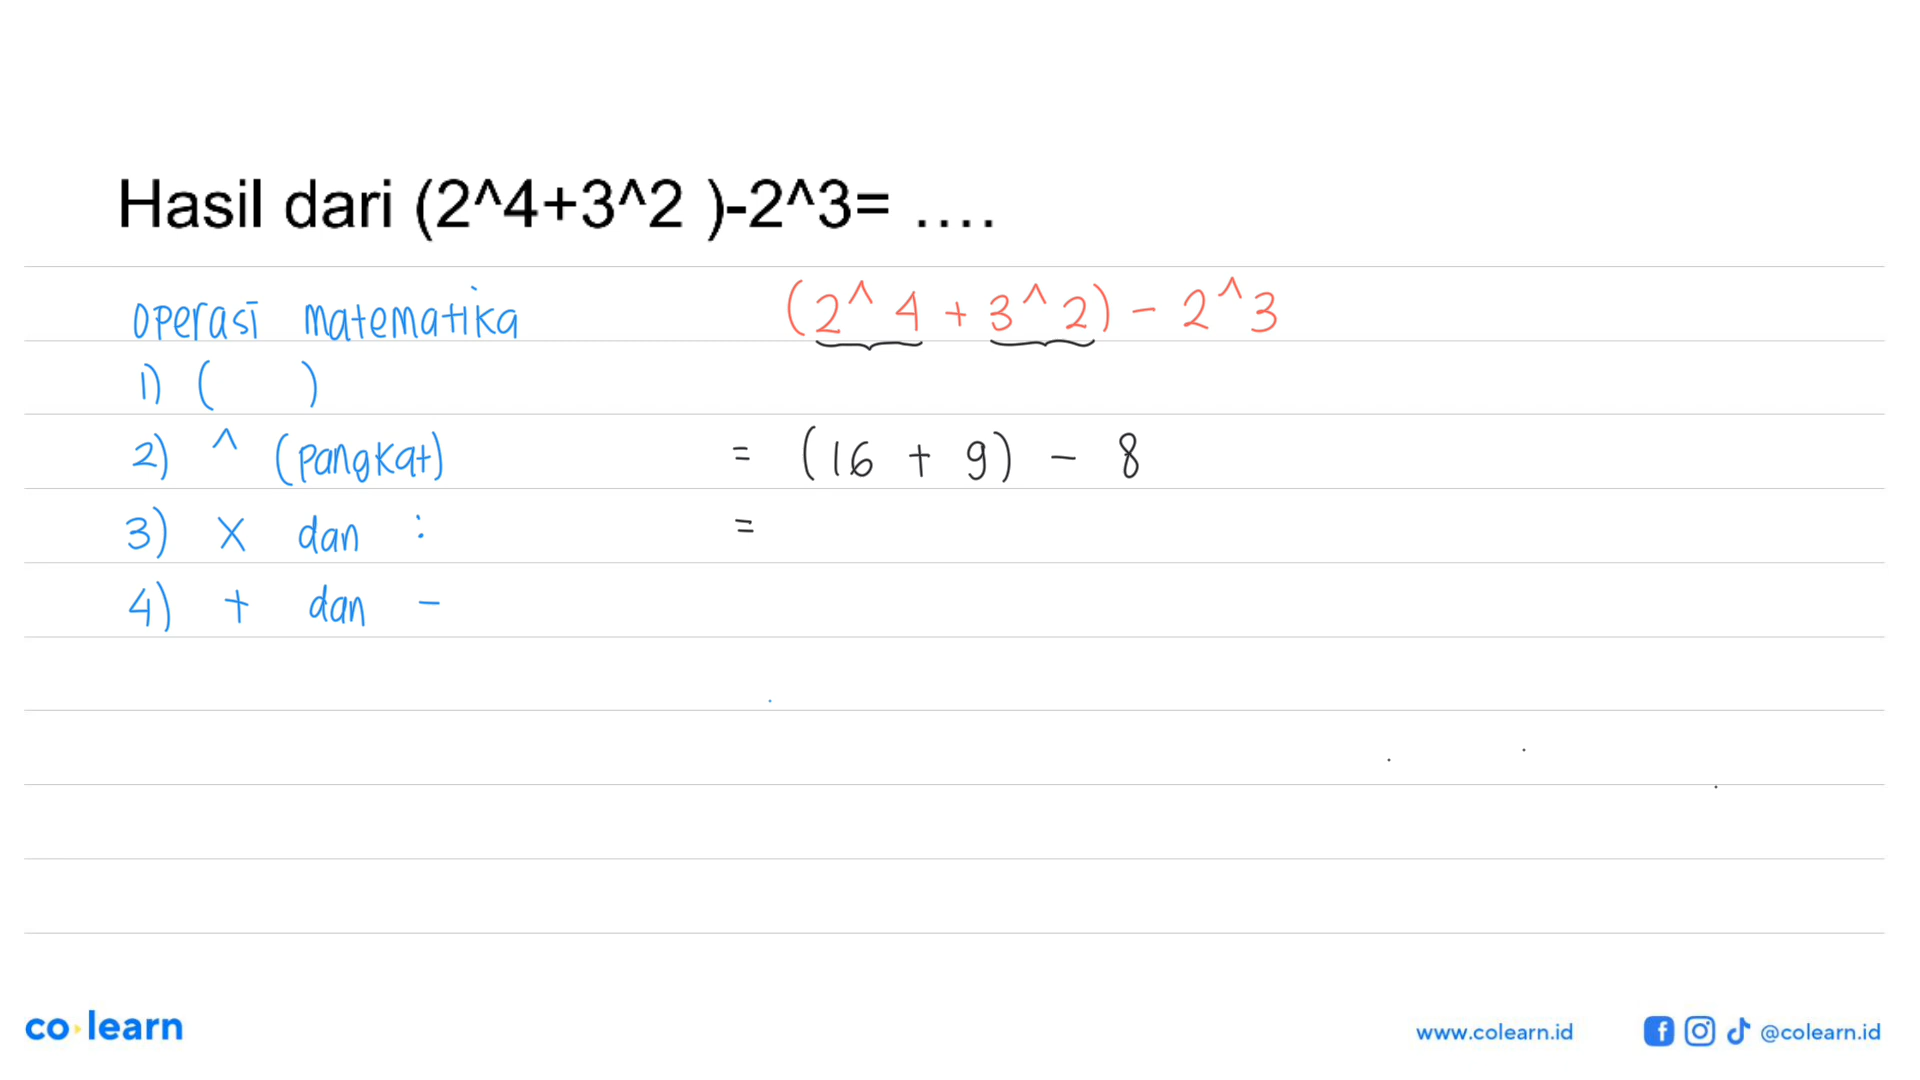 Hasil dari (2^4+3^2 )-2^3= ....
operasi matematika
1) ( )
2) ^ (pangkat)
3) x dan :
4) + dan -
(2^4 + 3^2) - 2^3
= (16 + 9) - 8
=
co learn
www.colearn.id
@colearn.id